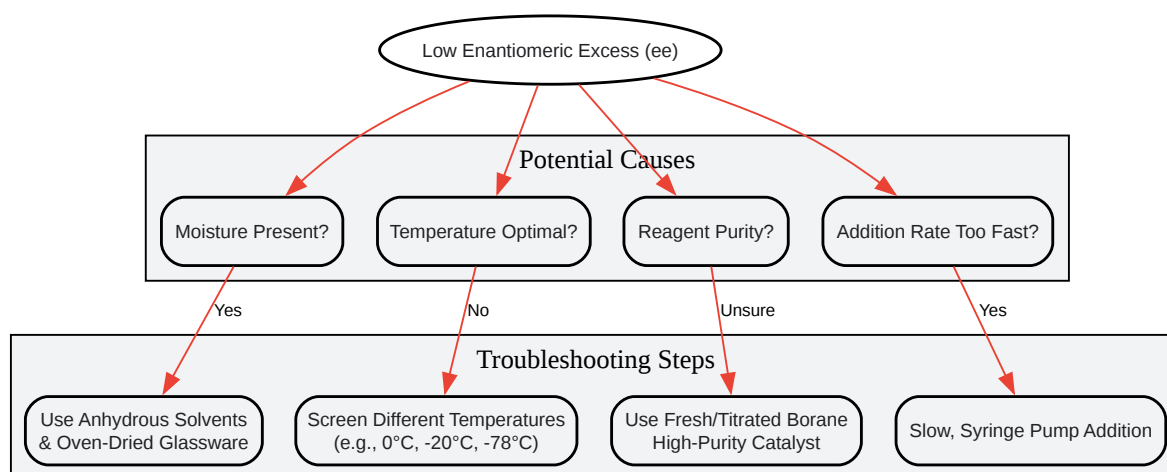 Low Enantiomeric Excess (ee)
Potential Causes
Moisture Present?
Temperature Optimal?
Reagent Purity?
Addition Rate Too Fast?
Yes
No
Unsure
Yes
Troubleshooting Steps
Use Anhydrous Solvents
& Oven-Dried Glassware
Screen Different Temperatures
(e.g., 0°C, -20°C, -78°C)
Use Fresh/Titrated Borane
High-Purity Catalyst
Slow, Syringe Pump Addition